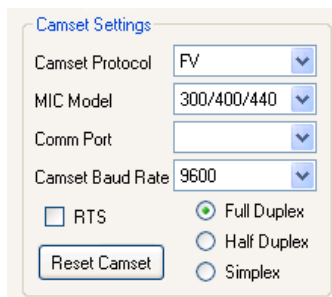 Camset Settings
Camset Protocol FV
MIC Model 300/400/440
Comm Port
Camset Baud Rate 9600
RTS Full Duplex
Half Duplex
Reset Camset Simplex